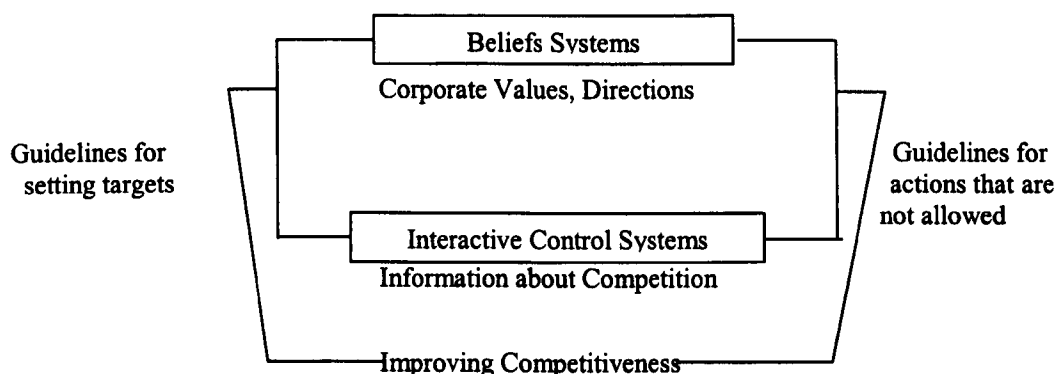 Beliefs Systems
Corporate Values, Directions
Guidelines for
setting targets
Guidelines for
actions that are
not allowed
Interactive Control Systems
Information about Competition
Improving Competitiveness